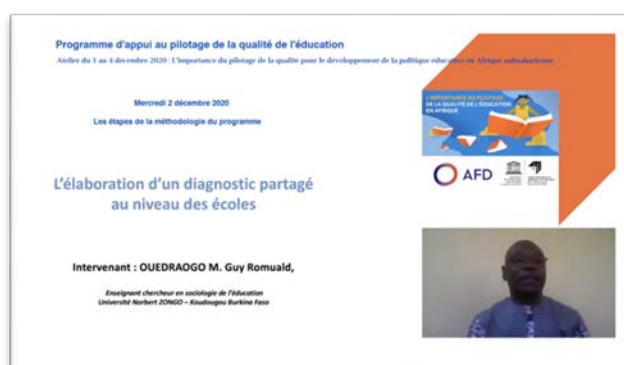 Programme d'appui au pilotage de la qualité de l'éducation
Atelier du 1 au 4 décembre 2020 : L'importance du pilotage de la qualité pour le développement de la politique éducative en Afrique subsaharienne
Mercredi 2 décembre 2020
Les étapes de la méthodologie du programme
L'élaboration d'un diagnostic partagé
au niveau des écoles
Intervenant : OUEDRAOGO M. Guy Romuald,
Enseignant chercheur en sociologie de l'éducation
Université Norbert ZONGO – Koudougou Burkina Faso
L'IMPORTANCE DU PILOTAGE
DE LA QUALITÉ DE L'ÉDUCATION
EN AFRIQUE
AFD